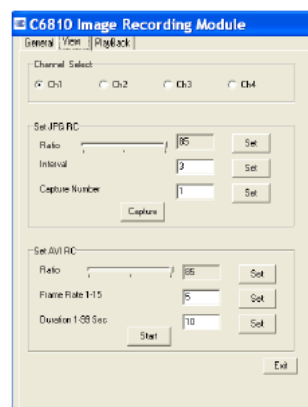 C6810 Image Recording Module
General View PlayBack
Channel Select
Ch1 Ch2 Ch3 Ch4
Set JPG RC
Ratio 85 Set
Interval 3 Set
Capture Number 1 Set
Capture
Set AVI RC
Ratio 85 Set
Frame Rate 1-15 5 Set
Duration 1-99 Sec 10 Set
Start
Exit